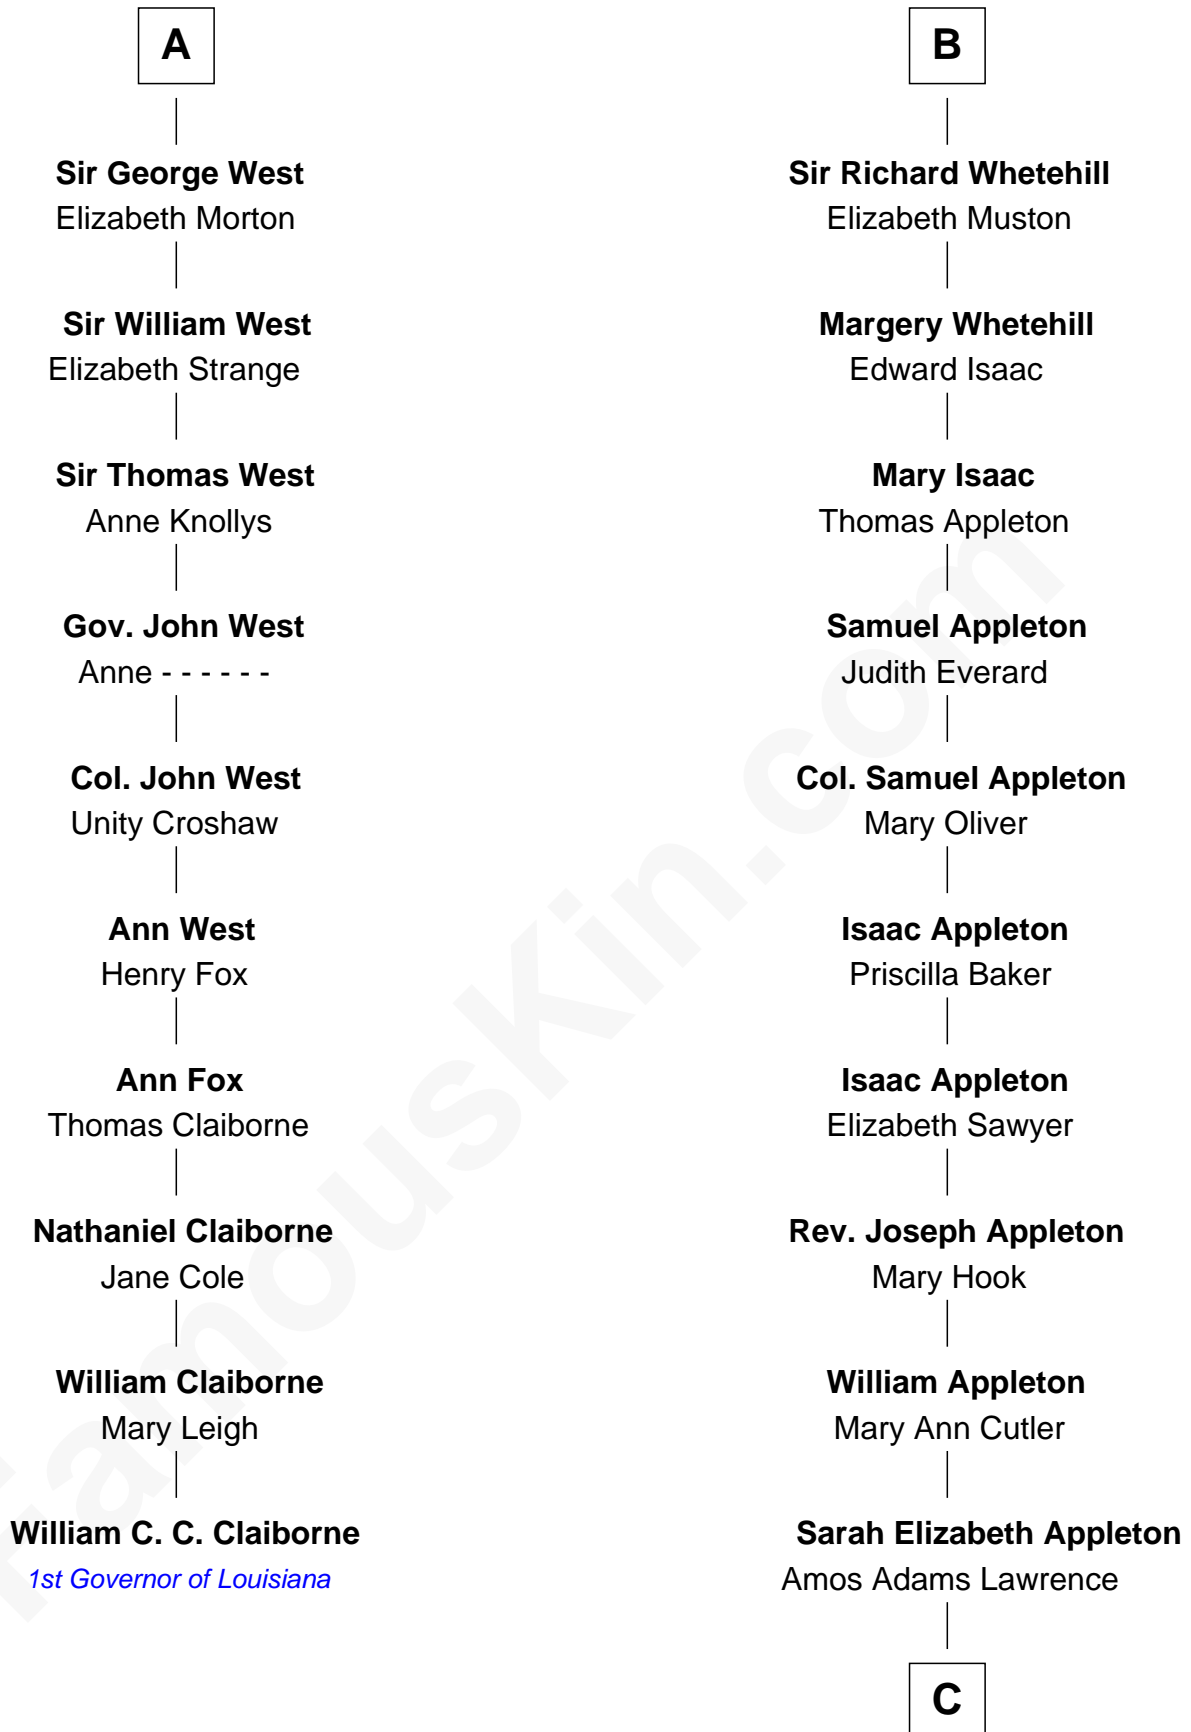 A
Sir George West
Elizabeth Morton
Sir William West
Elizabeth Strange
Sir Thomas West
Anne Knollys
Gov. John West
Anne - - - - - -
Col. John West
Unity Croshaw
Ann West
Henry Fox
Ann Fox
Thomas Claiborne
Nathaniel Claiborne
Jane Cole
William Claiborne
Mary Leigh
William C. C. Claiborne
1st Governor of Louisiana
B
Sir Richard Whetehill
Elizabeth Muston
Margery Whetehill
Edward Isaac
Mary Isaac
Thomas Appleton
Samuel Appleton
Judith Everard
Col. Samuel Appleton
Mary Oliver
Isaac Appleton
Priscilla Baker
Isaac Appleton
Elizabeth Sawyer
Rev. Joseph Appleton
Mary Hook
William Appleton
Mary Ann Cutler
Sarah Elizabeth Appleton
Amos Adams Lawrence
C
FamousKin.com